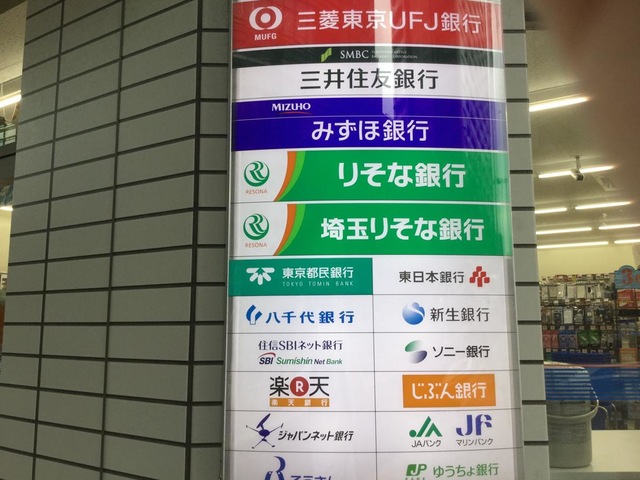 MUFG
三菱東京UFJ銀行
SMBC
三井住友銀行
MIZUHO
みずほ銀行
RESONA
りそな銀行
RESONA
埼玉りそな銀行
東京都民銀行
TOKYO TOMIN BANK
東日本銀行
八千代銀行
新生銀行
住信SBIネット銀行
SBI Sumishin Net Bank
ソニー銀行
楽R天
楽天銀行
じぶん銀行
ジャパンネット銀行
JA JF
JAバンク マリンバンク
JP
ゆうちょ銀行